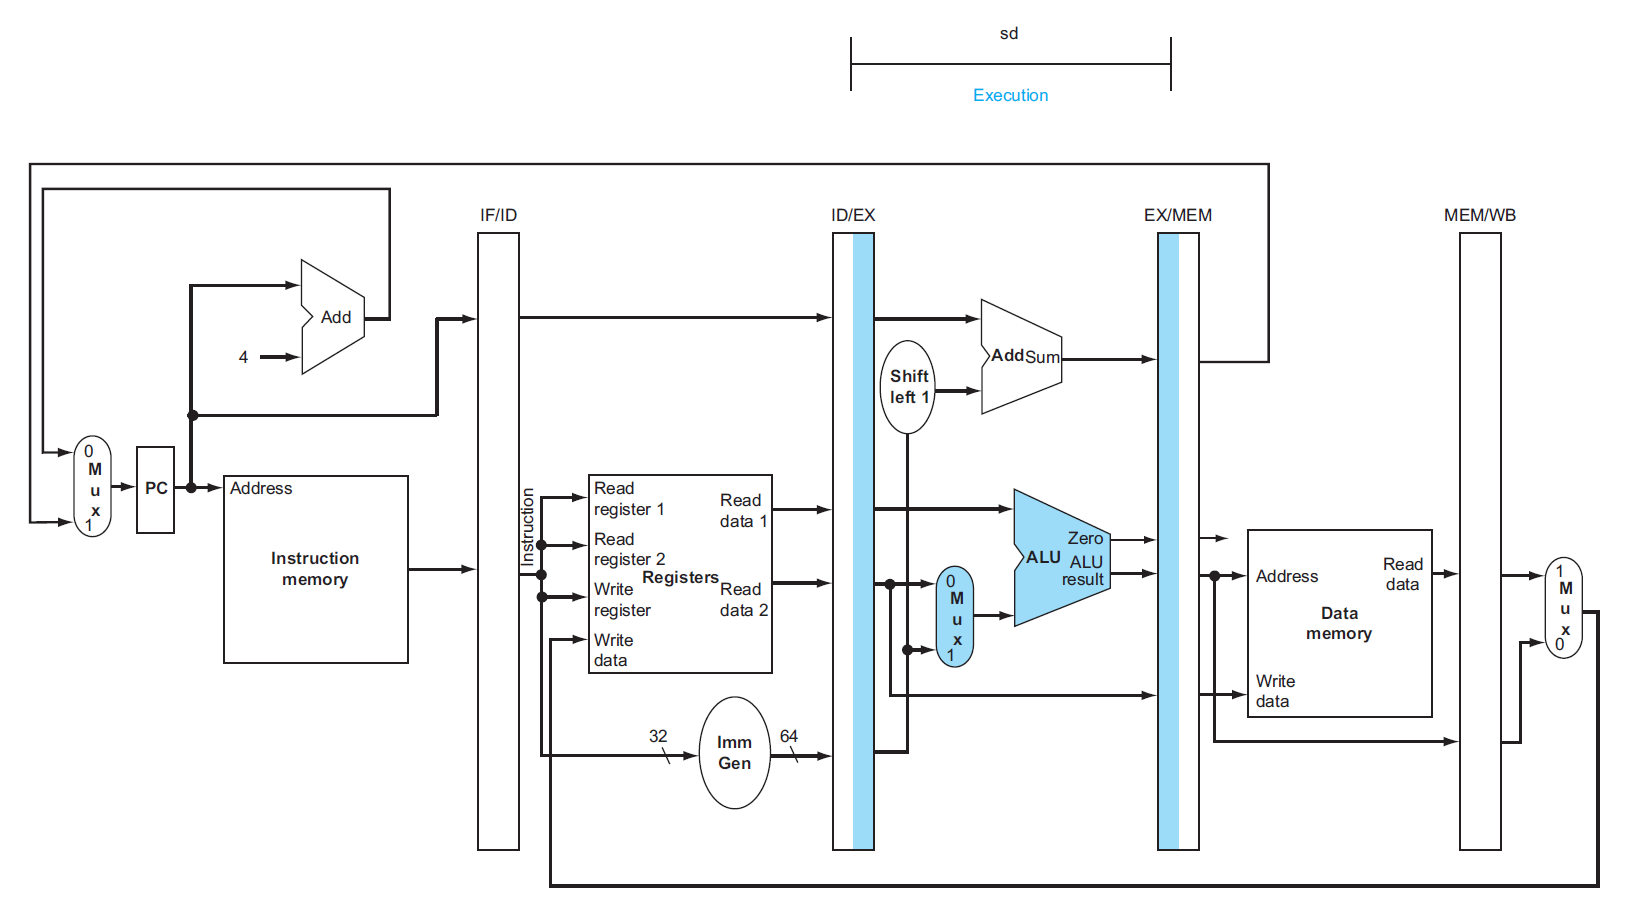 sd
Execution
IF/ID
ID/EX
EX/MEM
MEM/WB
Add
4
Add Sum
Shift
left 1
0
M
u
x
1
PC
Address
Instruction
memory
Instruction
Read
register 1
Read
register 2
Write
register
Write
data
Registers
Read
data 1
Read
data 2
32
Imm
Gen
64
0
M
u
x
1
ALU
Zero
ALU
result
Address
Read
data
Data
memory
Write
data
1
M
u
x
0